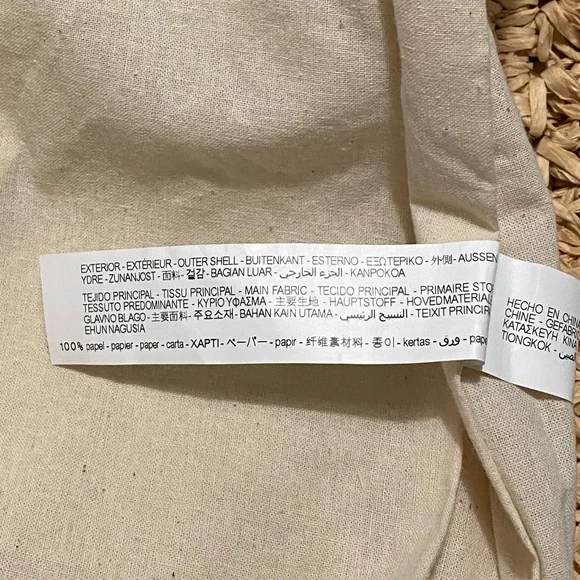 EXTERIOR - EXTÉRIEUR - OUTER SHELL - BUITENKANT - ESTERNO - ΕΞΩΤΕΡΙΚΟ - 外側 - AUSSEN
YDRE - ZUNANJOST - 面料 - 겉감 - BAGIAN LUAR - الجزء الخارجي - KANPOKOA
TEJIDO PRINCIPAL - TISSU PRINCIPAL - MAIN FABRIC - TECIDO PRINCIPAL - PRIMAIRE STO
TESSUTO PREDOMINANTE - ΚΥΡΙΟ ΥΦΑΣΜΑ - 主要生地 - HAUPTSTOFF - HOVEDMATERIA
GLAVNO BLAGO - 主要面料 - 주요소재 - BAHAN KAIN UTAMA - النسيج الرئيسي - TEIXIT PRINCIP
EHUN NAGUSIA
100% papel - papier - paper - carta - ΧΑΡΤΙ - ペーパー - papir - 纤维素材料 - 종이 - kertas - ورق - pape
HECHO EN CHINA
CHINE - GEFABR
ΚΑΤΑΣΚΕΥΗ ΚΙΝΑ
TIONGKOK -